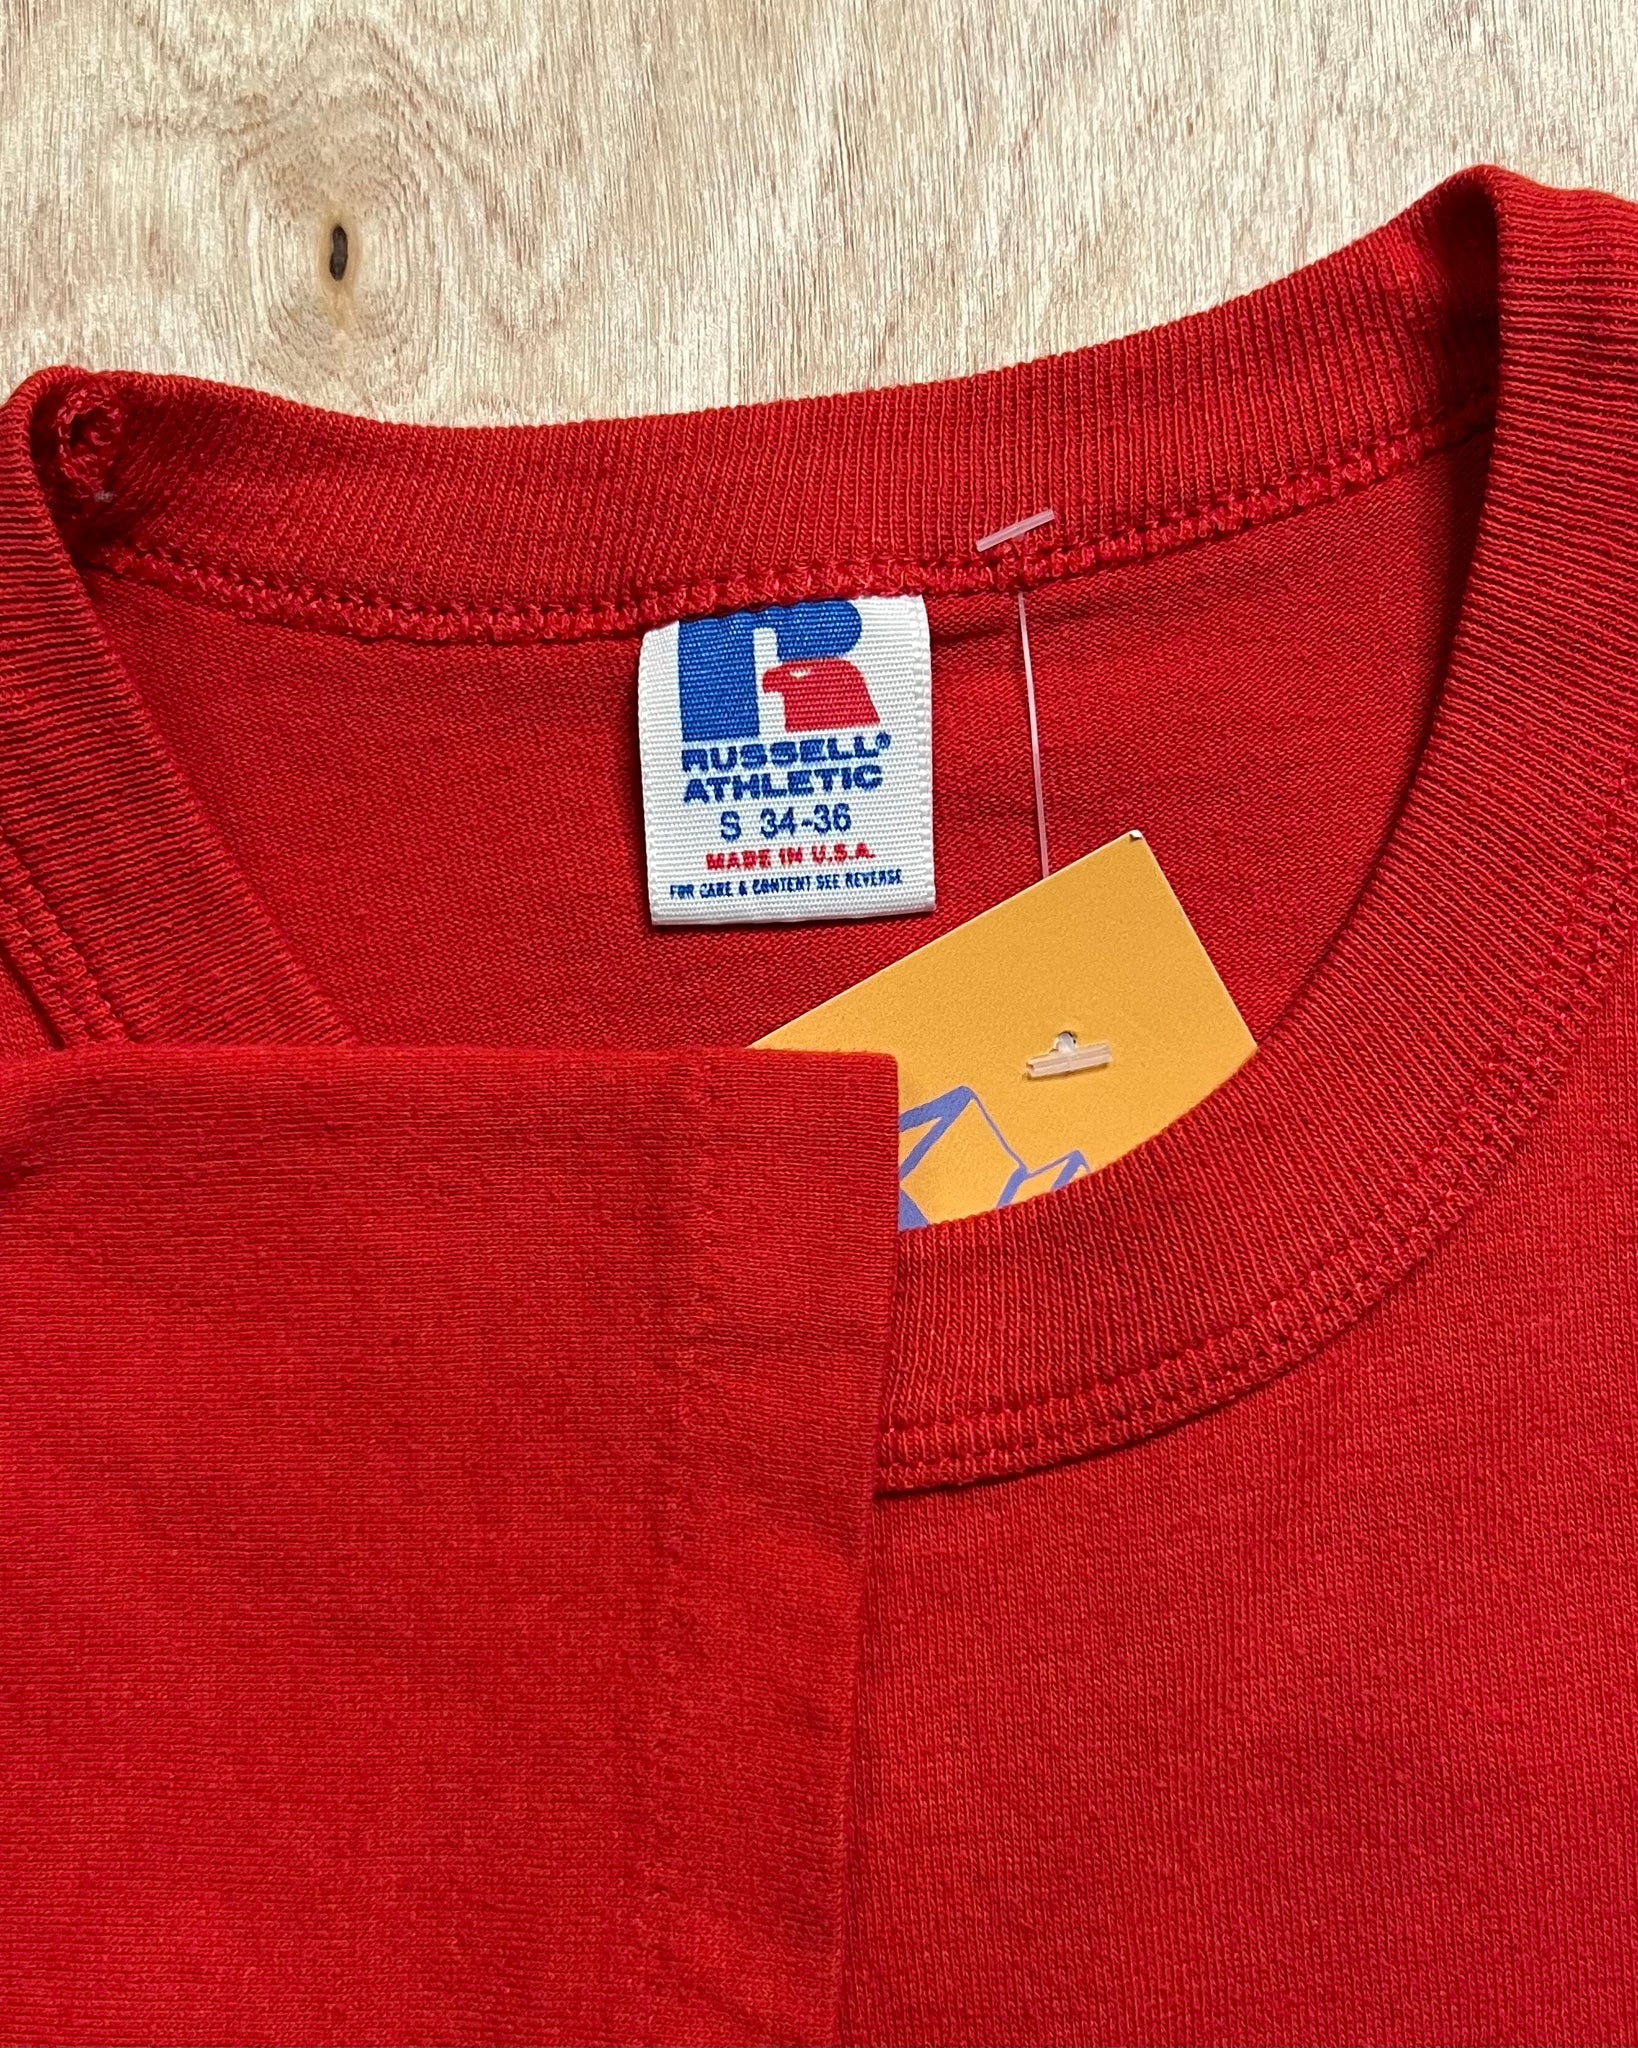 R
RUSSELL®
ATHLETIC
S 34-36
MADE IN U.S.A.
FOR CARE & CONTENT SEE REVERSE